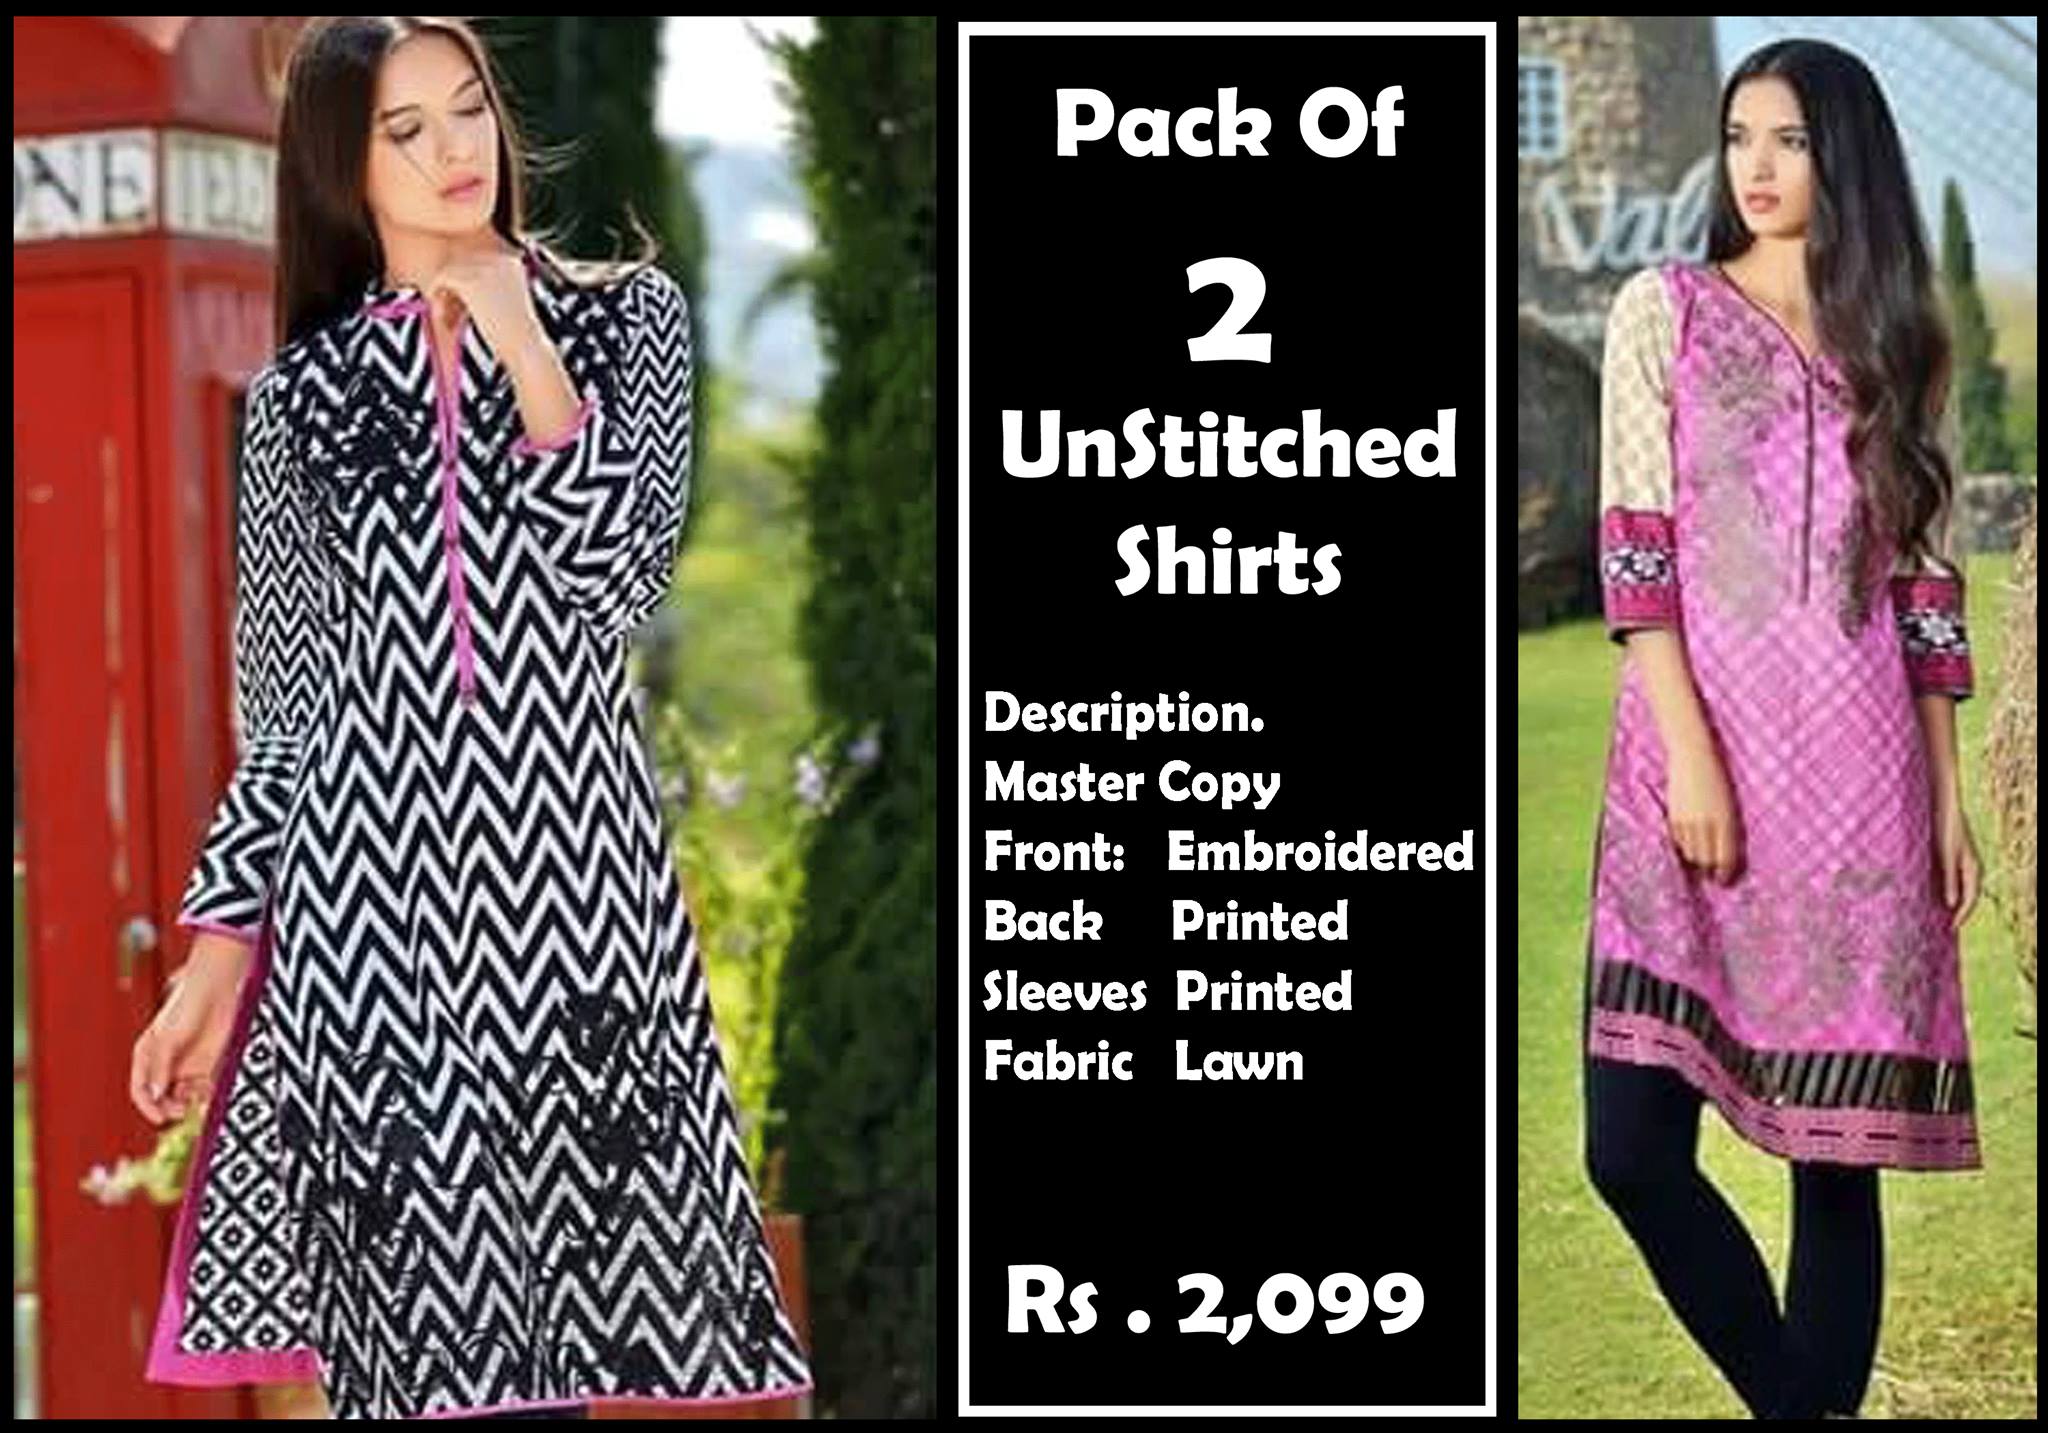 ONE
Pack Of
2
UnStitched
Shirts
Description.
Master Copy
Front: Embroidered
Back Printed
Sleeves Printed
Fabric Lawn
Rs . 2,099